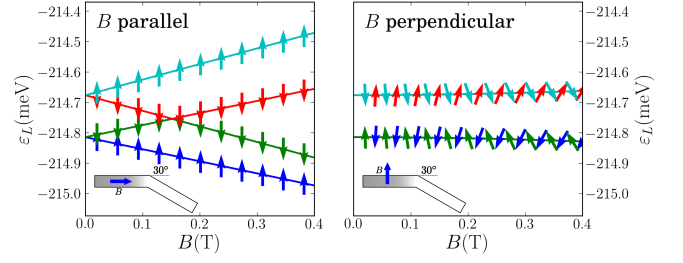 B parallel
B perpendicular
−214.4
−214.5
−214.6
−214.7
−214.8
−214.9
−215.0
ε_L(meV)
0.0 0.1 0.2 0.3 0.4
B(T)
30°
B
−214.4
−214.5
−214.6
−214.7
−214.8
−214.9
−215.0
ε_L(meV)
0.0 0.1 0.2 0.3 0.4
B(T)
30°
B